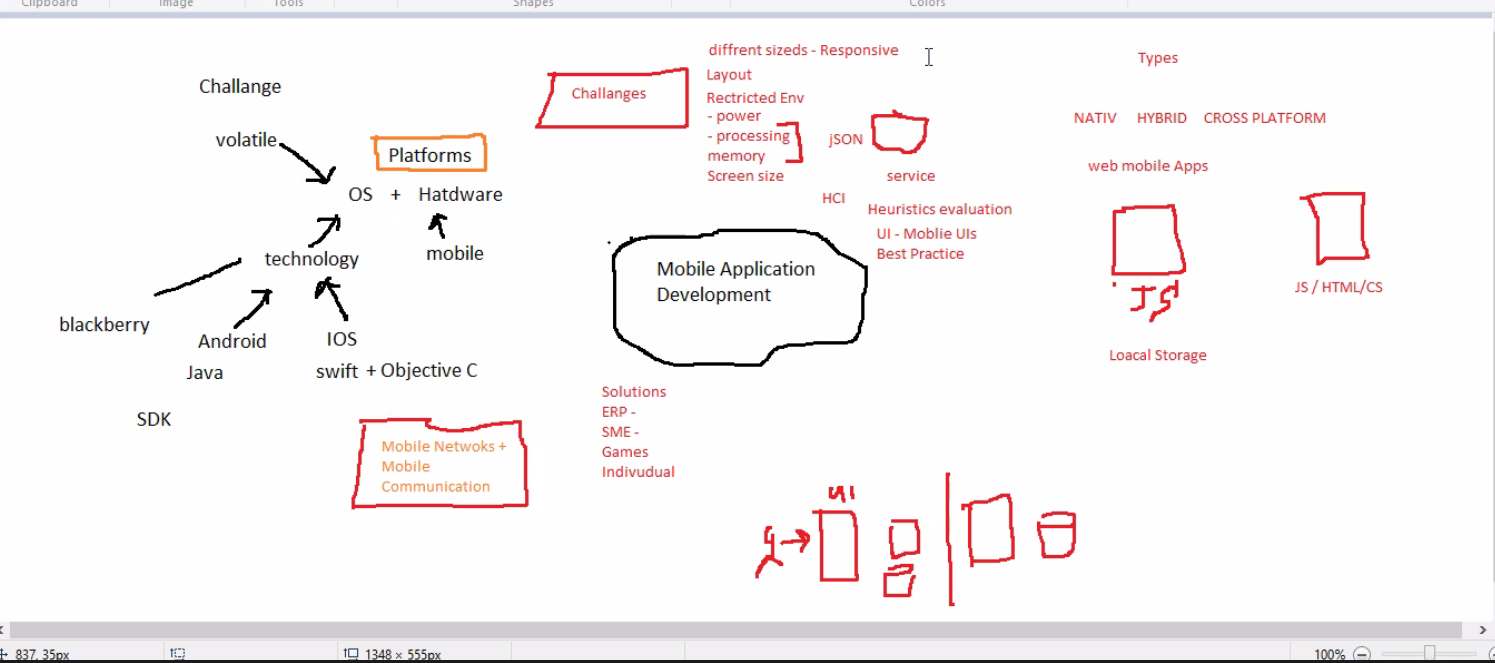 Clipboard
Image
Tools
Shapes
Colors
Challange
volatile
Platforms
OS + Hatdware
technology
mobile
blackberry
Android
IOS
Java
swift + Objective C
SDK
Mobile Netwoks +
Mobile
Communication
Challanges
diffrent sizeds - Responsive
Layout
Rectricted Env
- power
- processing
memory
Screen size
jSON
service
HCI
Heuristics evaluation
UI - Moblie UIs
Best Practice
Mobile Application
Development
Solutions
ERP -
SME -
Games
Indivudual
UI
Types
NATIV HYBRID CROSS PLATFORM
web mobile Apps
JS
JS / HTML/CS
Loacal Storage
837, 35px
1348 × 555px
100%